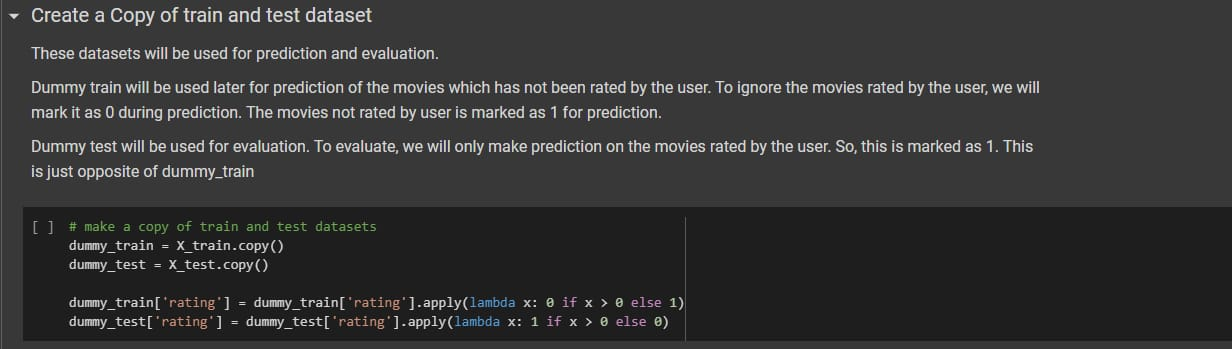 Create a Copy of train and test dataset
These datasets will be used for prediction and evaluation.
Dummy train will be used later for prediction of the movies which has not been rated by the user. To ignore the movies rated by the user, we will
mark it as 0 during prediction. The movies not rated by user is marked as 1 for prediction.
Dummy test will be used for evaluation. To evaluate, we will only make prediction on the movies rated by the user. So, this is marked as 1. This
is just opposite of dummy_train
[ ] # make a copy of train and test datasets
dummy_train = X_train.copy()
dummy_test = X_test.copy()
dummy_train['rating'] = dummy_train['rating'].apply(lambda x: 0 if x > 0 else 1)
dummy_test['rating'] = dummy_test['rating'].apply(lambda x: 1 if x > 0 else 0)